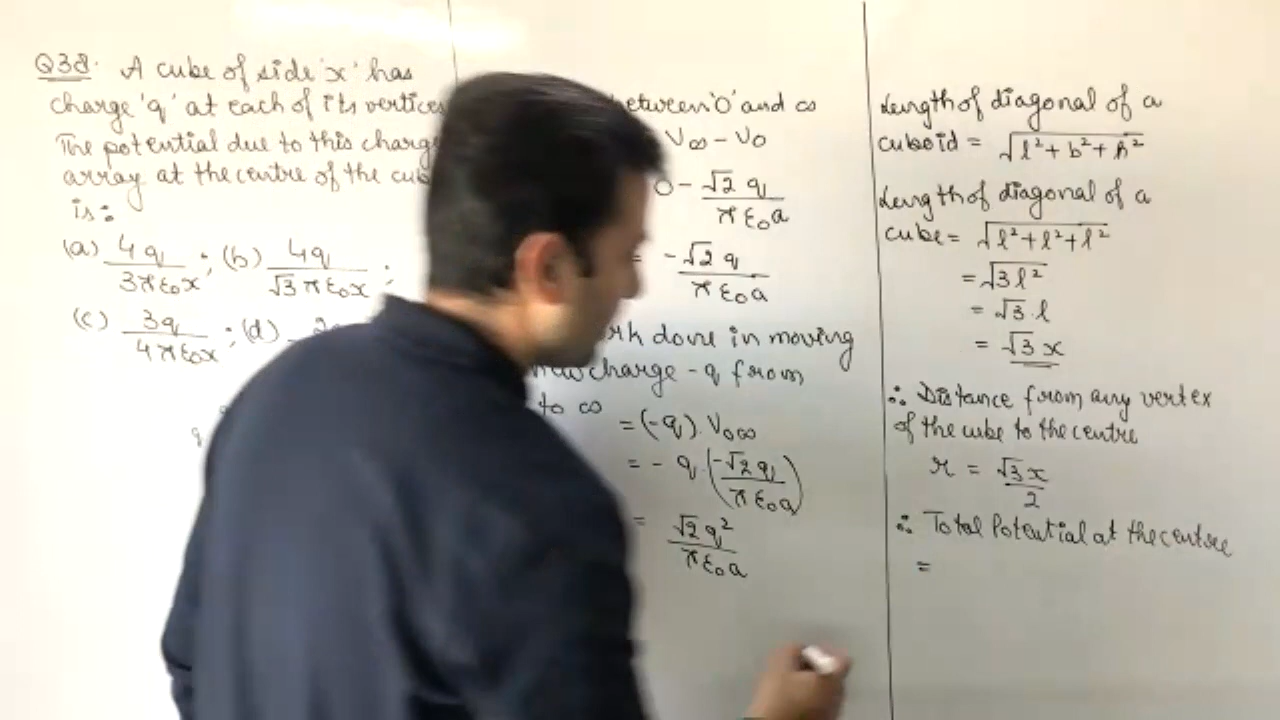 Q38. A cube of side 'x' has
charge 'q' at each of its vertices
The potential due to this charge
array at the centre of the
is:
(a) 4q/3πε₀x ; (b) 4q/√3πε₀x ;
(c) 3q/4πε₀x ; (d)
q
between 'O' and ∞
V∞ - V₀
0 - √2 q/πε₀a
= -√2 q/πε₀a
done in moving
charge -q from
to ∞
= (-q). V₀∞
= - q. (-√2 q/πε₀a)
= √2 q²/πε₀a
Length of diagonal of a
cuboid = √l² + b² + h²
Length of diagonal of a
cube = √l² + l² + l²
= √3l²
= √3.l
= √3 x
∴ Distance from any vertex
of the cube to the centre
r = √3x/2
∴ Total Potential at the centre
=